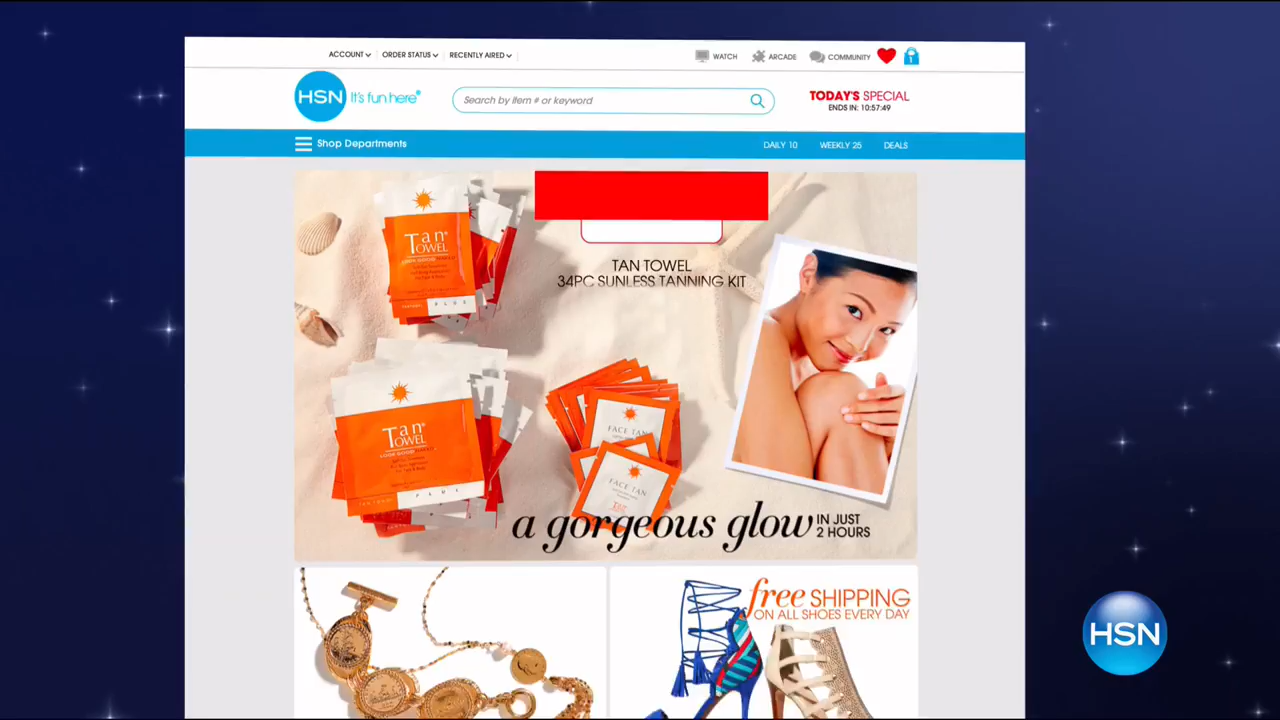 ACCOUNT
ORDER STATUS
RECENTLY AIRED
WATCH
ARCADE
COMMUNITY
1
HSN It's fun here®
Search by item # or keyword
TODAY'S SPECIAL
ENDS IN: 10:57:49
Shop Departments
DAILY 10
WEEKLY 25
DEALS
Tan
TOWEL®
PLUS
TAN TOWEL
34PC SUNLESS TANNING KIT
Tan
TOWEL®
PLUS
FACE TAN
FACE TAN
a gorgeous glow
IN JUST
2 HOURS
free SHIPPING
ON ALL SHOES EVERY DAY
HSN